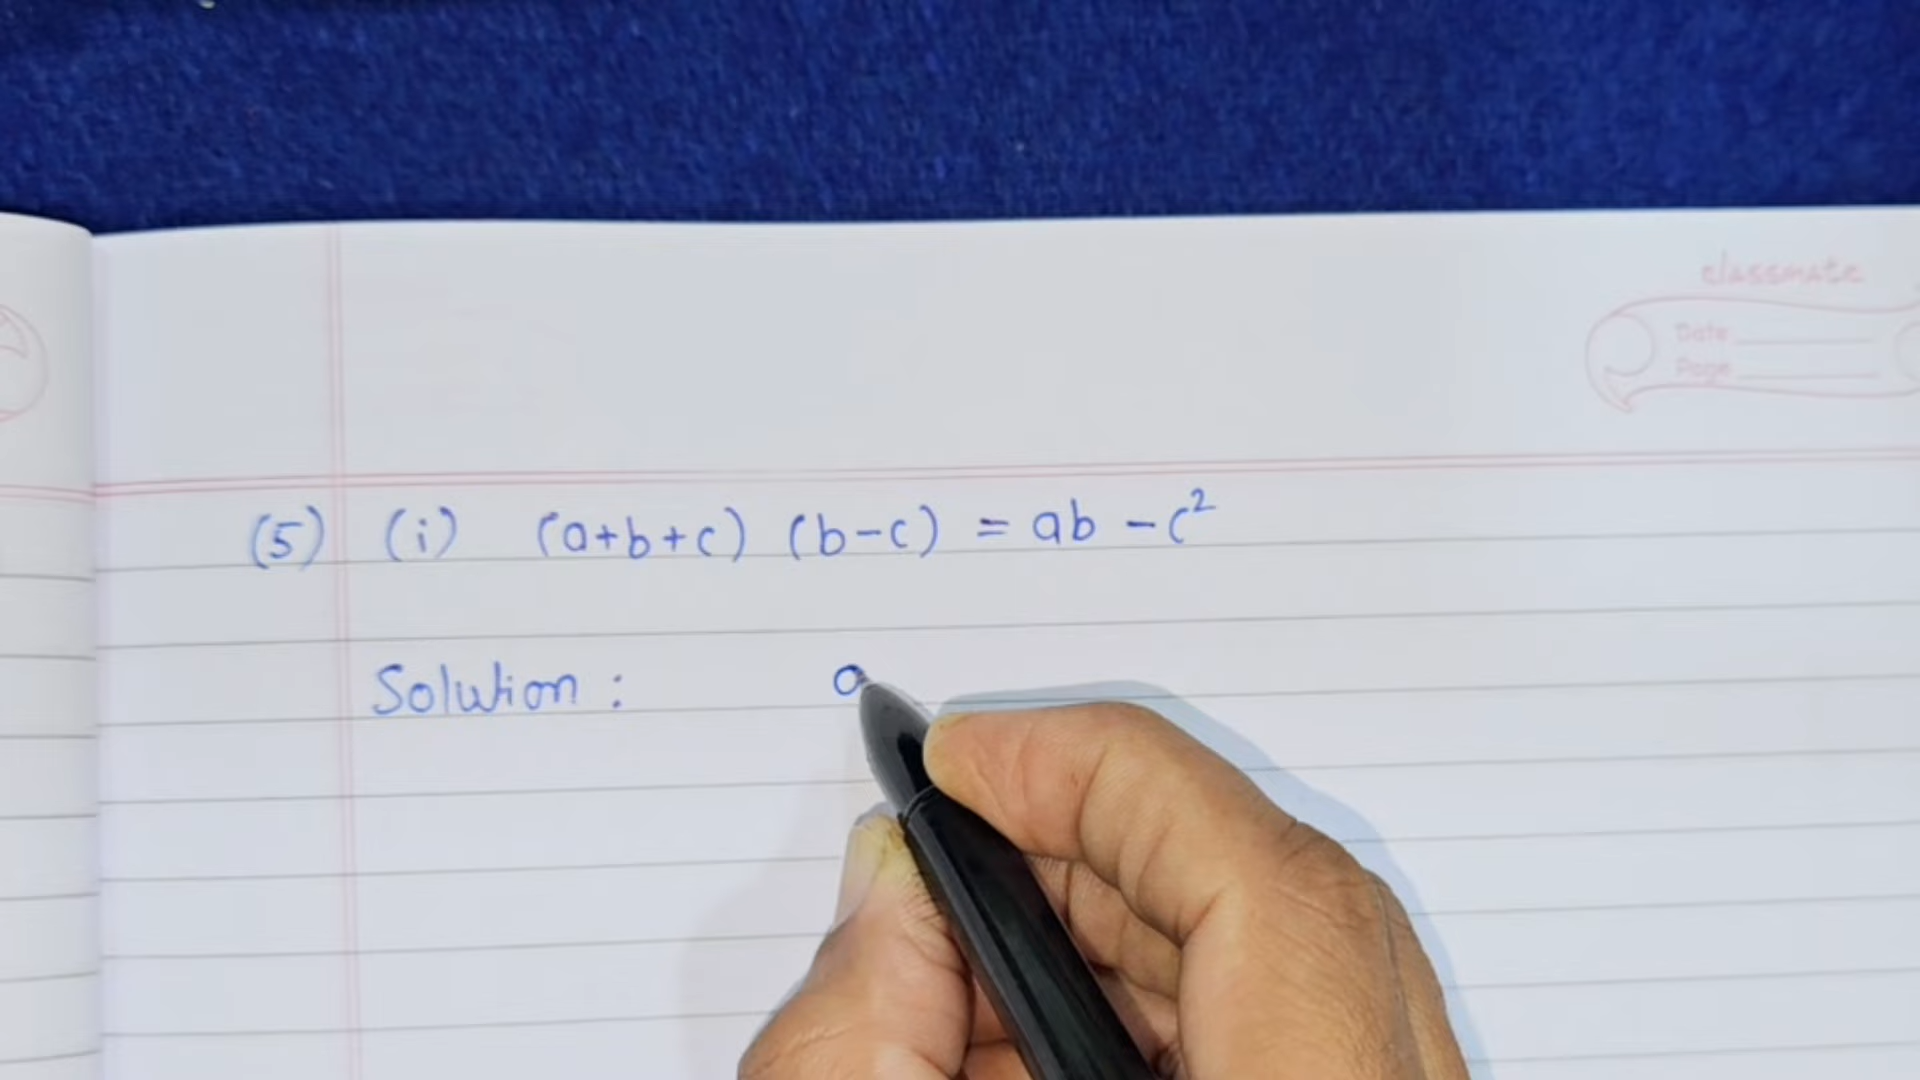 classmate
Date
Page
(5) (i) (a+b+c) (b-c) = ab - c²
Solution : a